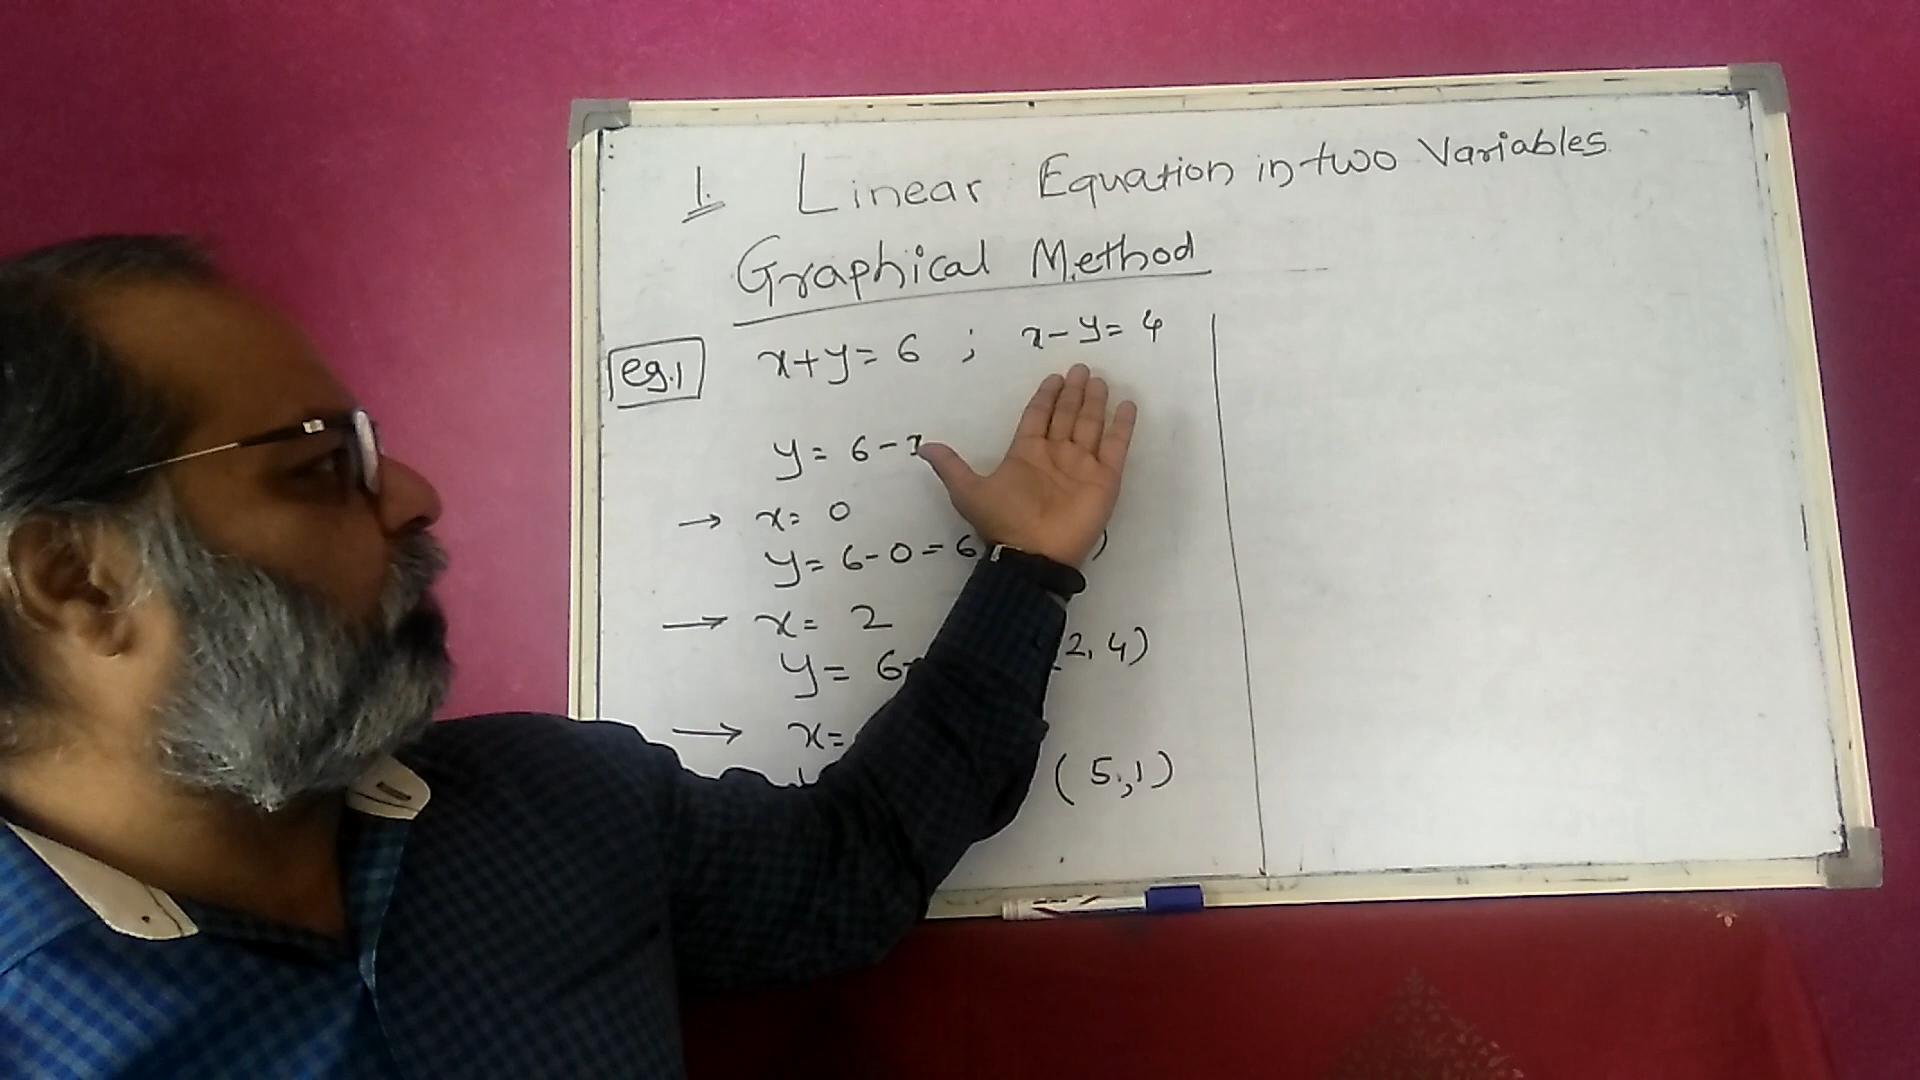 1. Linear Equation in two Variables
Graphical Method
eg.1 x+y=6 ; x-y=4
y=6-x
→ x=0
y=6-0=6 )
→ x=2
y=6- 2,4)
→ x=
(5,1)